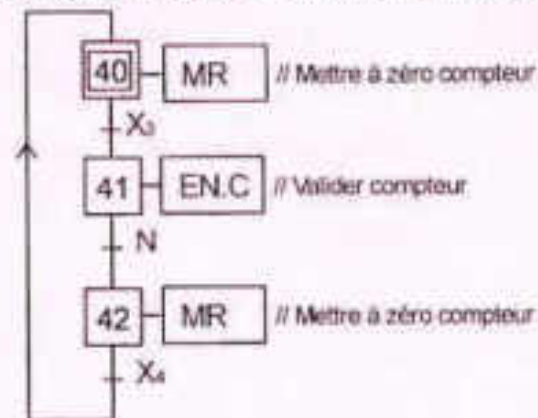 40 MR // Mettre à zéro compteur
X₃
41 EN.C // Valider compteur
N
42 MR // Mettre à zéro compteur
X₄